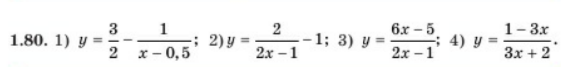 1.80. 1) y = 3/2 − 1/(x − 0,5); 2) y = 2/(2x − 1) − 1; 3) y = (6x − 5)/(2x − 1); 4) y = (1 − 3x)/(3x + 2).